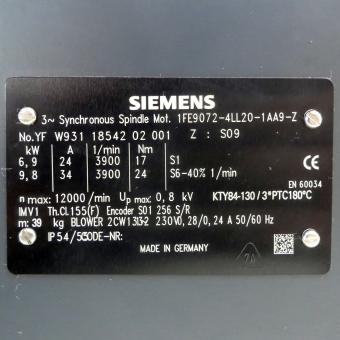 SIEMENS
3~ Synchronous Spindle Mot. 1FE9072-4LL20-1AA9-Z
No.YF W931 18542 02 001 Z : S09
kW A 1/min Nm
6,9 24 3900 17 S1
9,8 34 3900 24 S6-40% 1/min
CE
EN 60034
n max: 12000/min Up max: 0,8 kV KTY84-130 / 3*PTC180°C
IMV1 Th.Cl.155(F) Encoder S01 256 S/R
m: 39 kg BLOWER 2CW1313-2 230V0,28/0,24 A 50/60 Hz
IP54/
MADE IN GERMANY